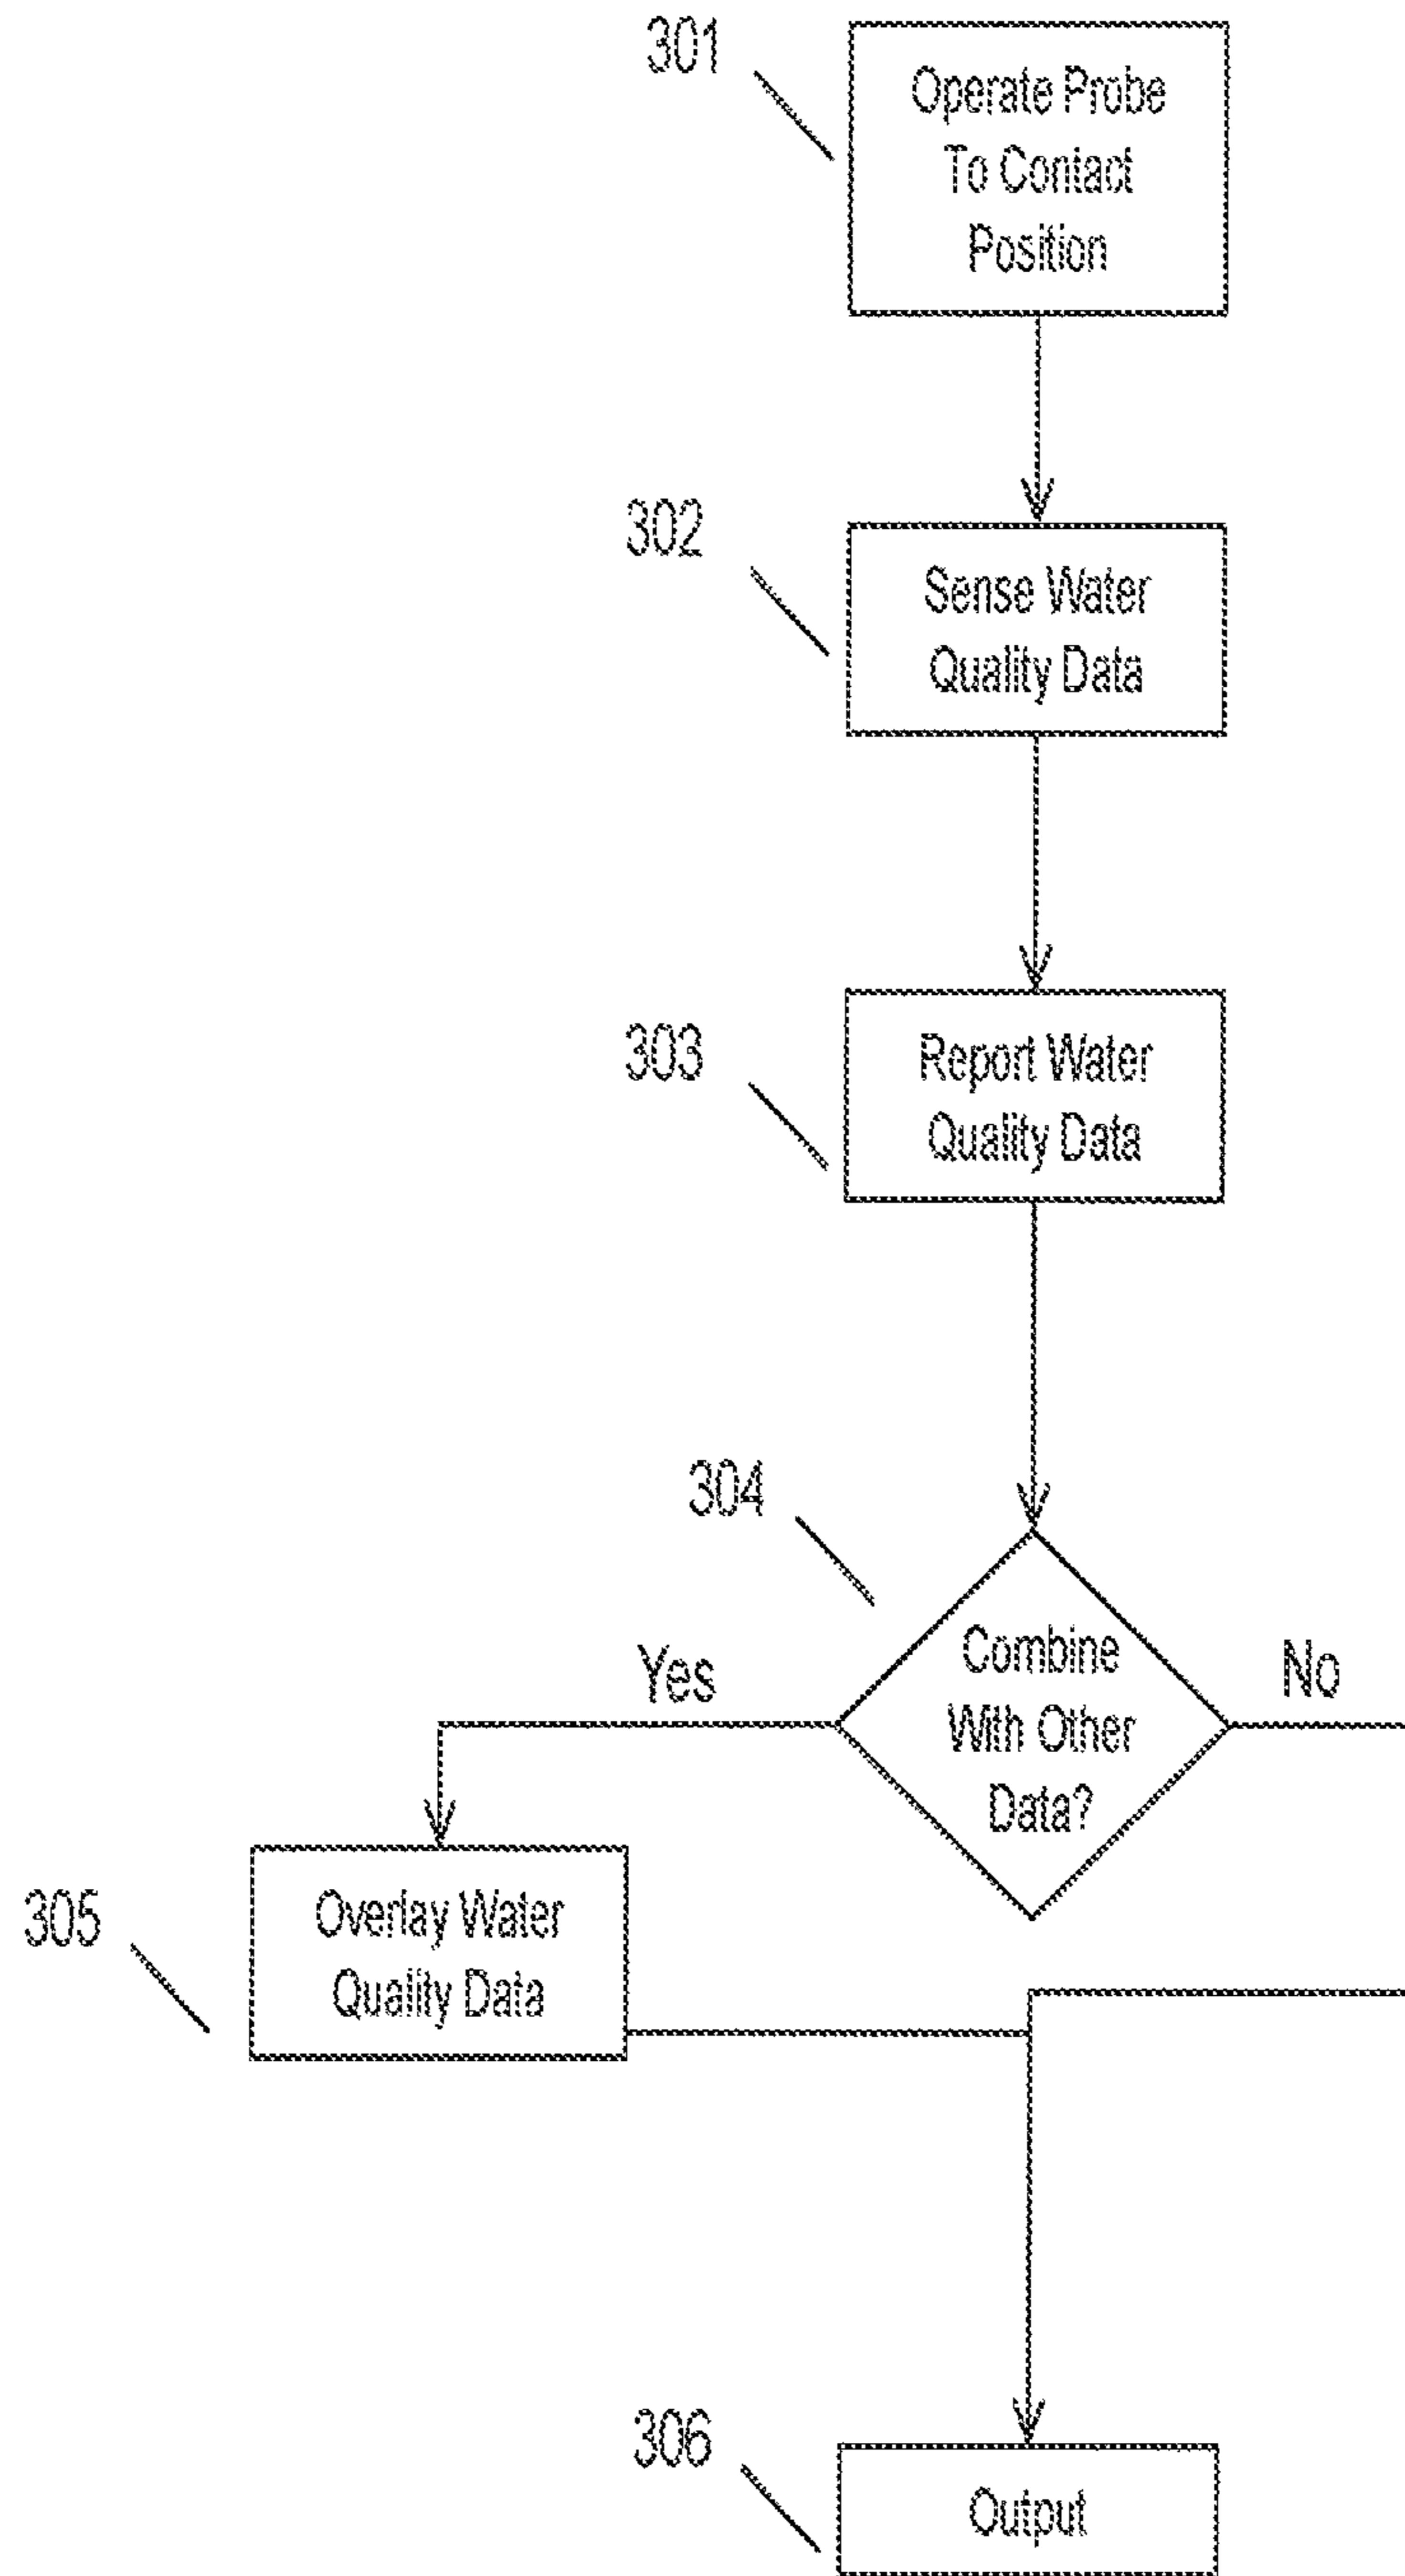 301
Operate Probe
To Contact
Position
302
Sense Water
Quality Data
303
Report Water
Quality Data
304
Combine
With Other
Data?
Yes
No
305
Overlay Water
Quality Data
306
Output